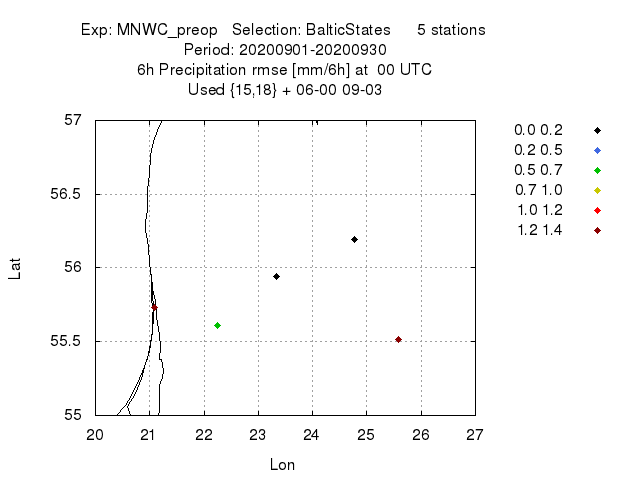 Exp: MNWC_preop Selection: BalticStates 5 stations
Period: 20200901-20200930
6h Precipitation rmse [mm/6h] at 00 UTC
Used {15,18} + 06-00 09-03
57
56.5
56
55.5
55
Lat
20 21 22 23 24 25 26 27
Lon
0.0 0.2
0.2 0.5
0.5 0.7
0.7 1.0
1.0 1.2
1.2 1.4